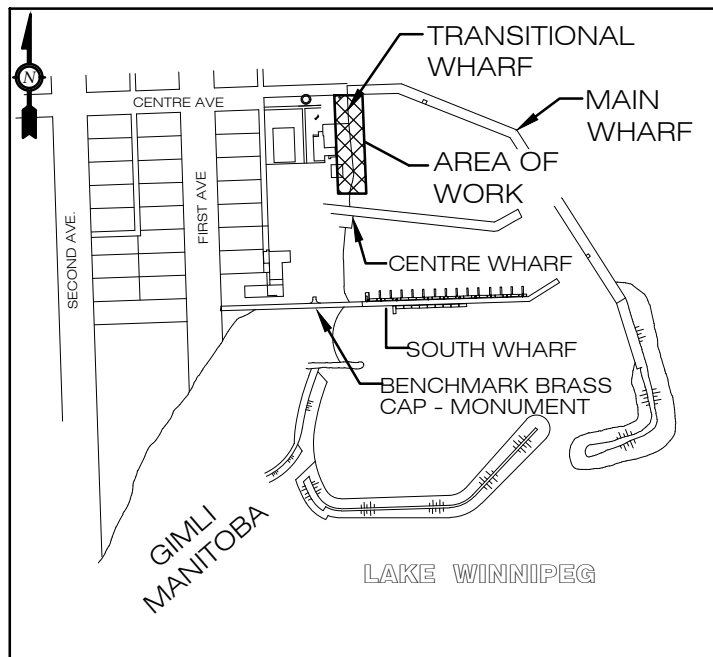 TRANSITIONAL
WHARF
N
CENTRE AVE
MAIN
WHARF
AREA OF
WORK
FIRST AVE
SECOND AVE.
CENTRE WHARF
SOUTH WHARF
BENCHMARK BRASS
CAP - MONUMENT
GIMLI
MANITOBA
LAKE WINNIPEG